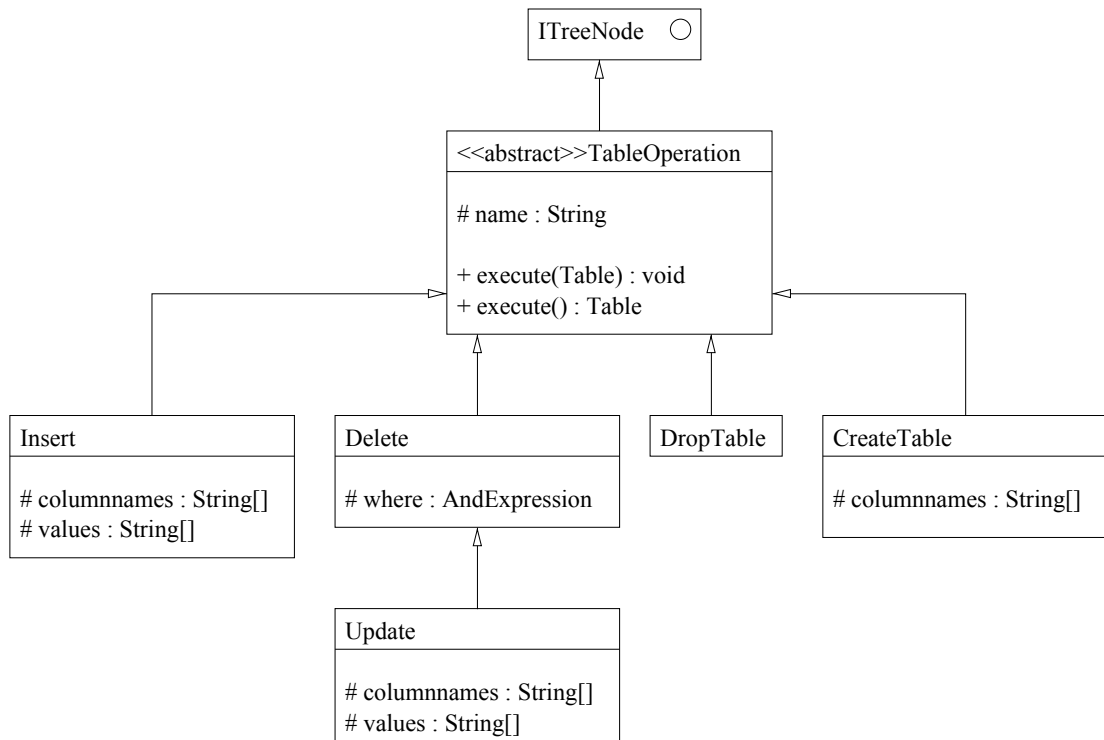 ITreeNode
<<abstract>>TableOperation
# name : String
+ execute(Table) : void
+ execute() : Table
Insert
# columnnames : String[]
# values : String[]
Delete
# where : AndExpression
DropTable
CreateTable
# columnnames : String[]
Update
# columnnames : String[]
# values : String[]